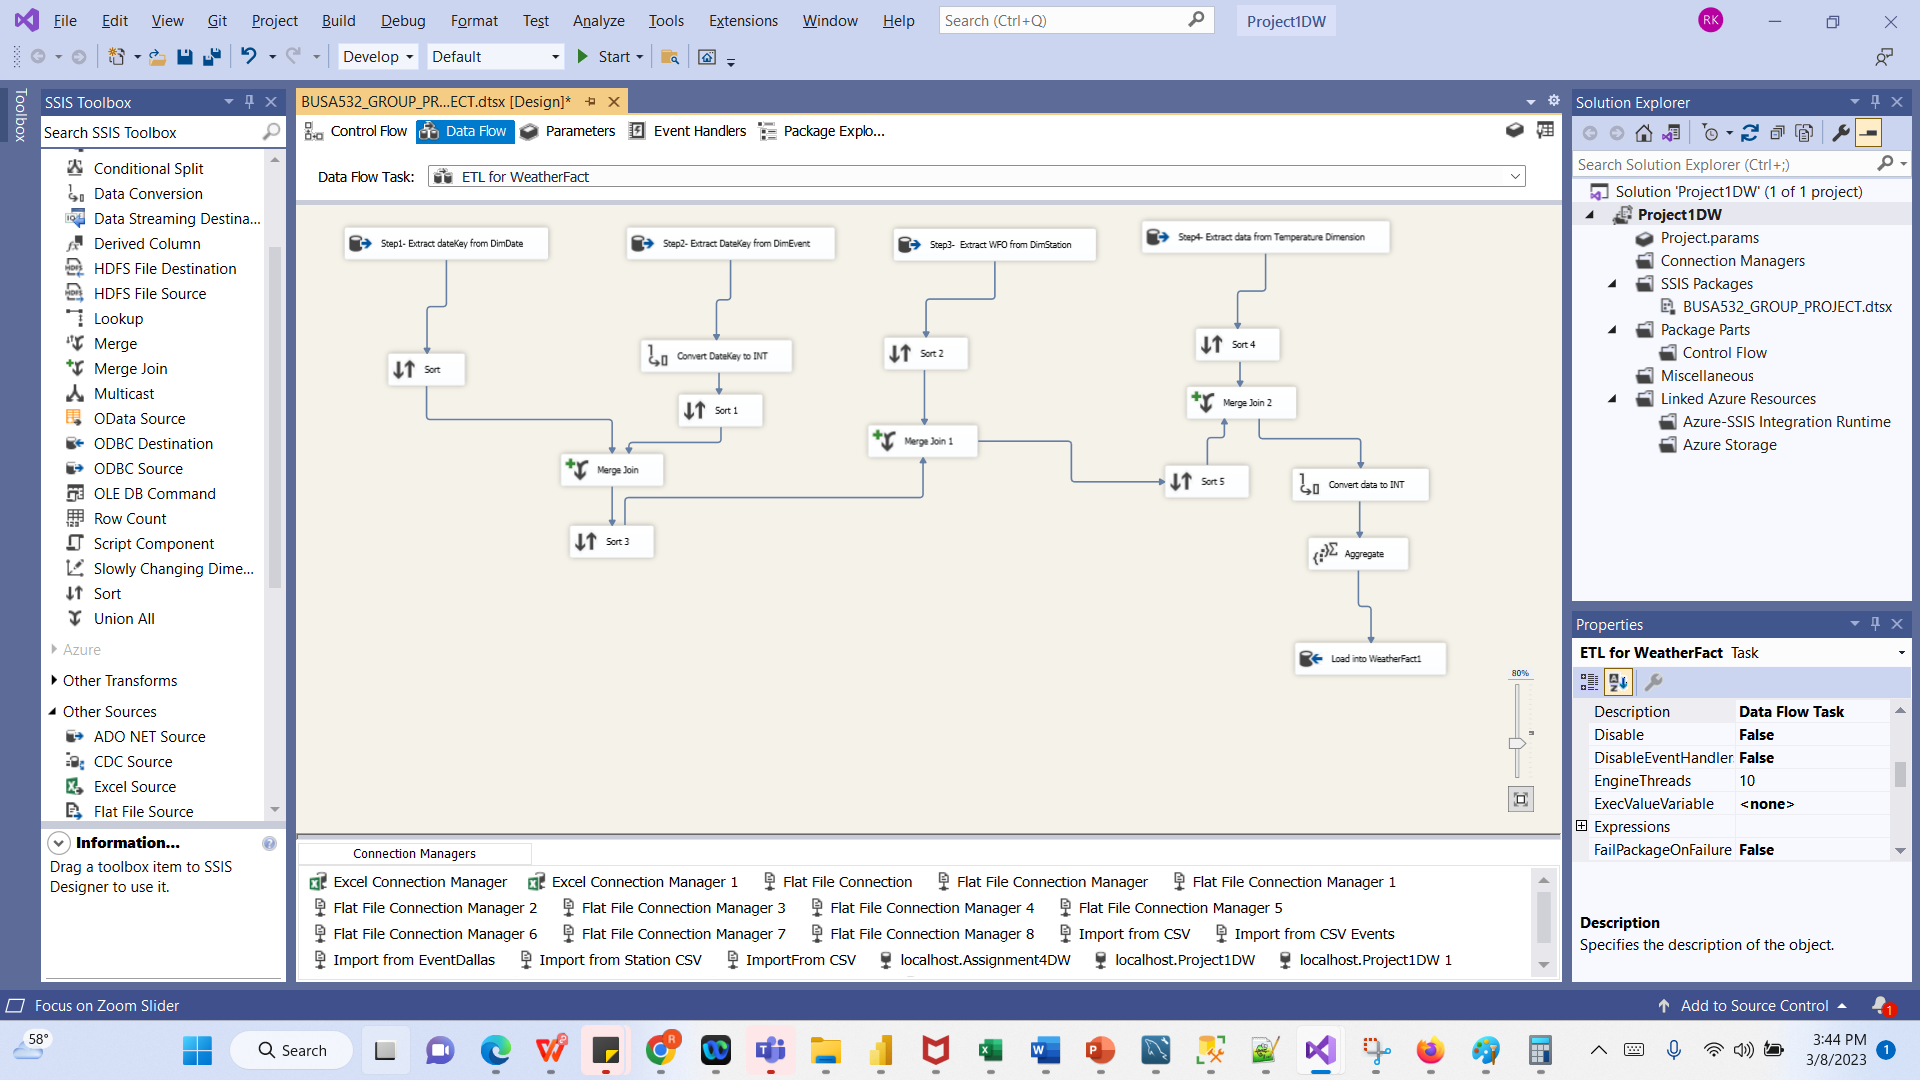 File Edit View Git Project Build Debug Format Test Analyze Tools Extensions Window Help Search (Ctrl+Q) Project1DW RK
Develop Default Start
Toolbox
SSIS Toolbox
Search SSIS Toolbox
Conditional Split
Data Conversion
Data Streaming Destina...
Derived Column
HDFS File Destination
HDFS File Source
Lookup
Merge
Merge Join
Multicast
OData Source
ODBC Destination
ODBC Source
OLE DB Command
Row Count
Script Component
Slowly Changing Dime...
Sort
Union All
Azure
Other Transforms
Other Sources
ADO NET Source
CDC Source
Excel Source
Flat File Source
Information...
Drag a toolbox item to SSIS
Designer to use it.
BUSA532_GROUP_PR...ECT.dtsx [Design]*
Control Flow Data Flow Parameters Event Handlers Package Explo...
Data Flow Task: ETL for WeatherFact
Step1- Extract dateKey from DimDate
Step2- Extract DateKey from DimEvent
Step3- Extract WFO from DimStation
Step4- Extract data from Temperature Dimension
Convert DateKey to INT
Sort 2
Sort 4
Sort
Sort 1
Merge Join 2
Merge Join
Merge Join 1
Sort 5
Convert data to INT
Sort 3
Aggregate
Load into WeatherFact1
80%
Connection Managers
Excel Connection Manager Excel Connection Manager 1 Flat File Connection Flat File Connection Manager Flat File Connection Manager 1
Flat File Connection Manager 2 Flat File Connection Manager 3 Flat File Connection Manager 4 Flat File Connection Manager 5
Flat File Connection Manager 6 Flat File Connection Manager 7 Flat File Connection Manager 8 Import from CSV Import from CSV Events
Import from EventDallas Import from Station CSV ImportFrom CSV localhost.Assignment4DW localhost.Project1DW localhost.Project1DW 1
Solution Explorer
Search Solution Explorer (Ctrl+;)
Solution 'Project1DW' (1 of 1 project)
Project1DW
Project.params
Connection Managers
SSIS Packages
BUSA532_GROUP_PROJECT.dtsx
Package Parts
Control Flow
Miscellaneous
Linked Azure Resources
Azure-SSIS Integration Runtime
Azure Storage
Properties
ETL for WeatherFact Task
Description Data Flow Task
Disable False
DisableEventHandler False
EngineThreads 10
ExecValueVariable <none>
Expressions
FailPackageOnFailure False
Description
Specifies the description of the object.
Focus on Zoom Slider
Add to Source Control 1
58°
Search
3:44 PM
3/8/2023
1